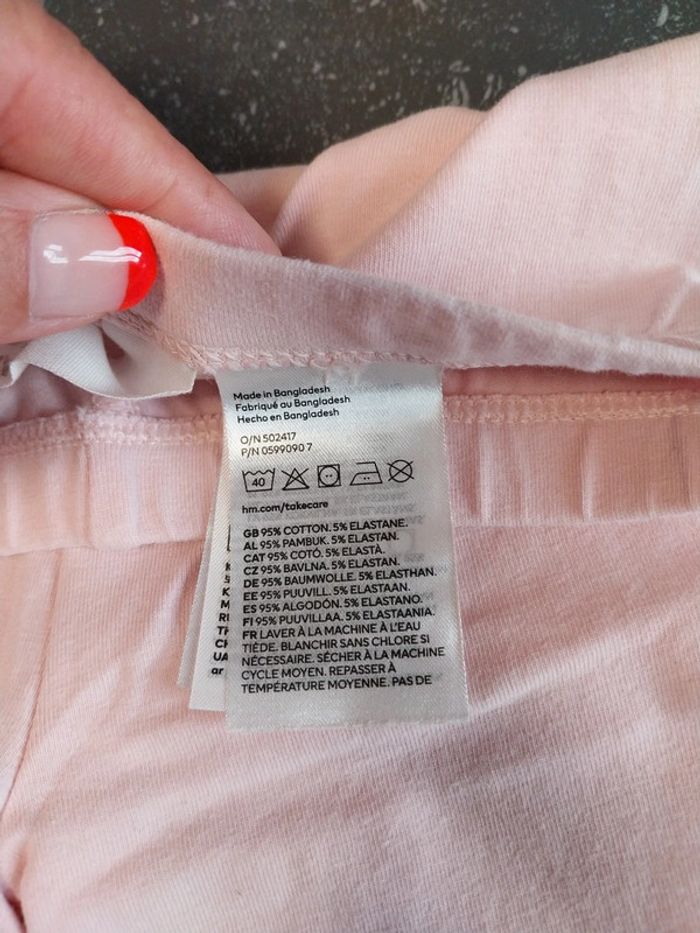 Made in Bangladesh
Fabriqué au Bangladesh
Hecho en Bangladesh
O/N 502417
P/N 0599090 7
40
hm.com/takecare
GB 95% COTTON. 5% ELASTANE.
AL 95% PAMBUK. 5% ELASTAN.
CAT 95% COTÓ. 5% ELASTÀ.
CZ 95% BAVLNA. 5% ELASTAN.
DE 95% BAUMWOLLE. 5% ELASTHAN.
EE 95% PUUVILL. 5% ELASTAAN.
ES 95% ALGODÓN. 5% ELASTANO.
FI 95% PUUVILLAA. 5% ELASTAANIA.
FR LAVER À LA MACHINE À L'EAU
TIÈDE. BLANCHIR SANS CHLORE SI
NÉCESSAIRE. SÉCHER À LA MACHINE
CYCLE MOYEN. REPASSER À
TEMPÉRATURE MOYENNE. PAS DE